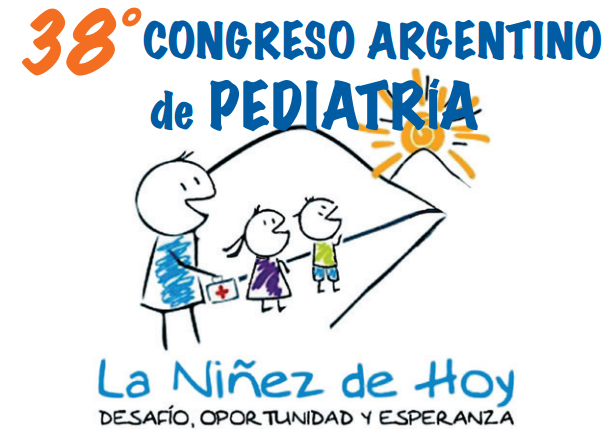 38° CONGRESO ARGENTINO
de PEDIATRÍA
La Niñez de Hoy
DESAFÍO, OPORTUNIDAD Y ESPERANZA